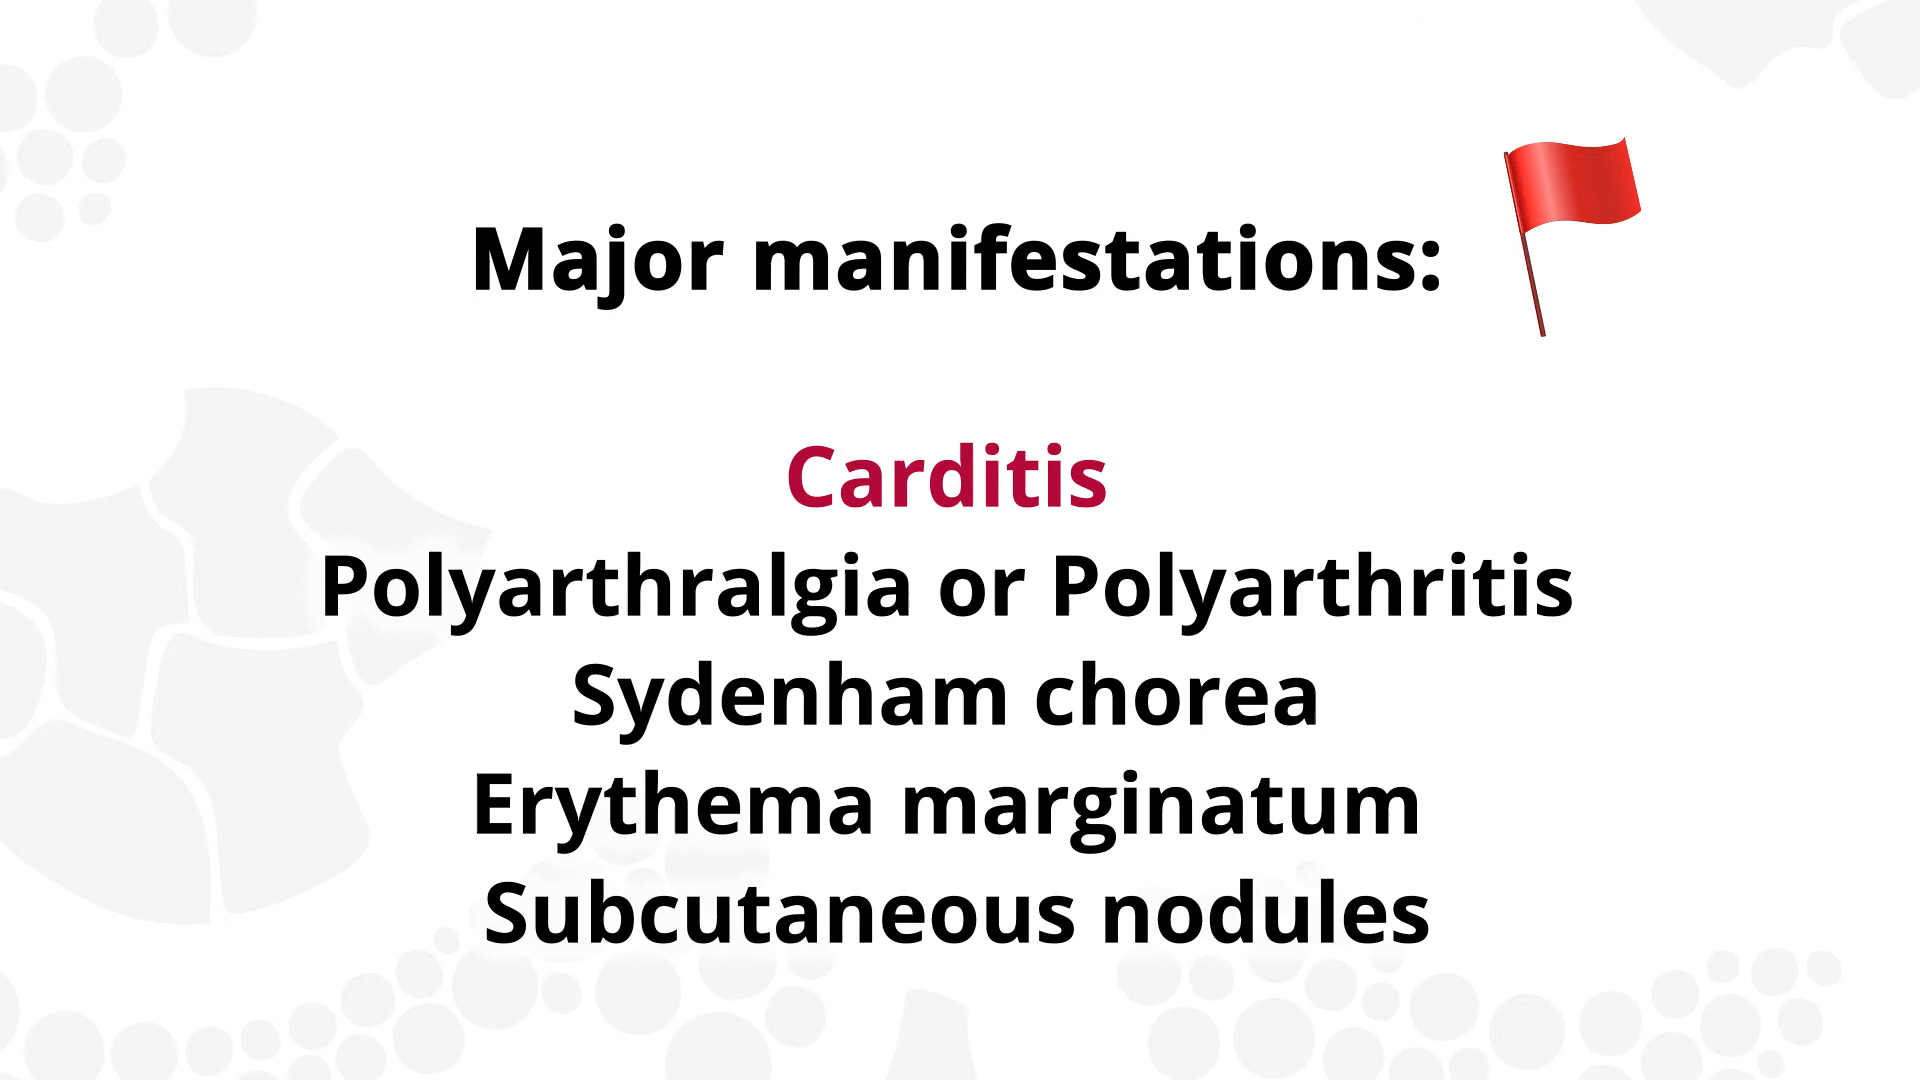 Major manifestations:
Carditis
Polyarthralgia or Polyarthritis
Sydenham chorea
Erythema marginatum
Subcutaneous nodules